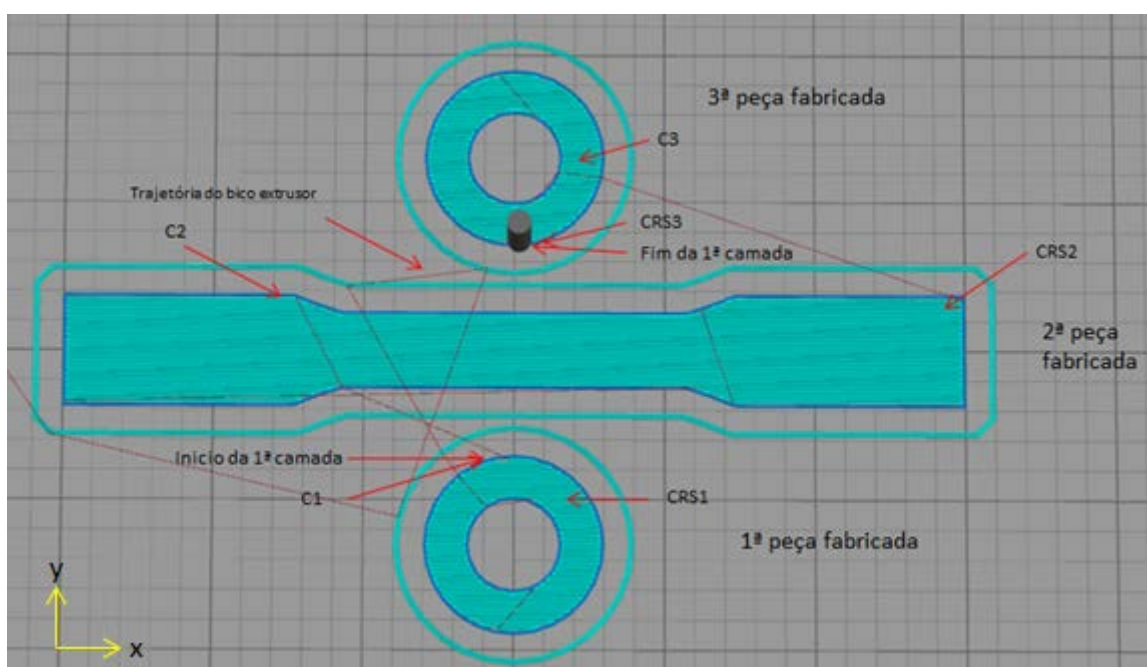 3ª peça fabricada
C3
Trajetória do bico extrusor
CRS3
C2
Fim da 1ª camada
CRS2
2ª peça
fabricada
Inicio da 1ª camada
C1
CRS1
1ª peça fabricada
y
x